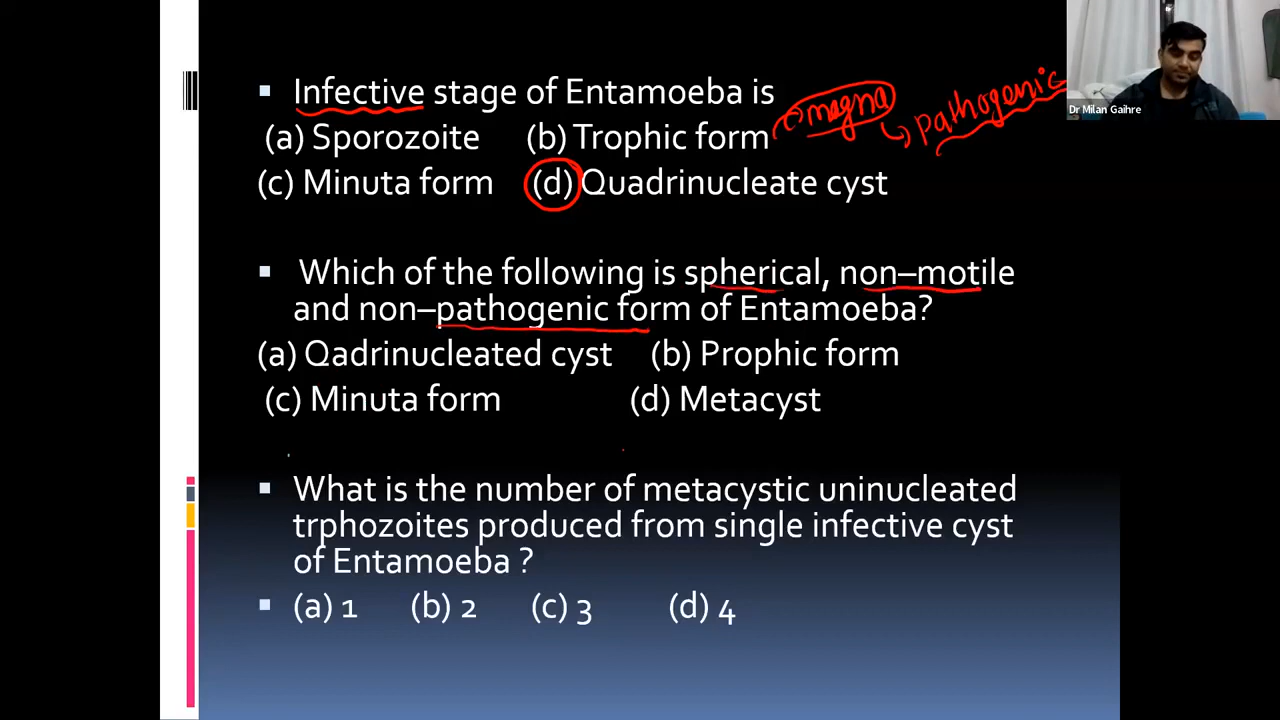 Infective stage of Entamoeba is
magna
pathogenic
Dr Milan Gaihre
(a) Sporozoite (b) Trophic form
(c) Minuta form (d) Quadrinucleate cyst
Which of the following is spherical, non–motile
and non–pathogenic form of Entamoeba?
(a) Qadrinucleated cyst (b) Prophic form
(c) Minuta form (d) Metacyst
What is the number of metacystic uninucleated
trphozoites produced from single infective cyst
of Entamoeba ?
(a) 1 (b) 2 (c) 3 (d) 4